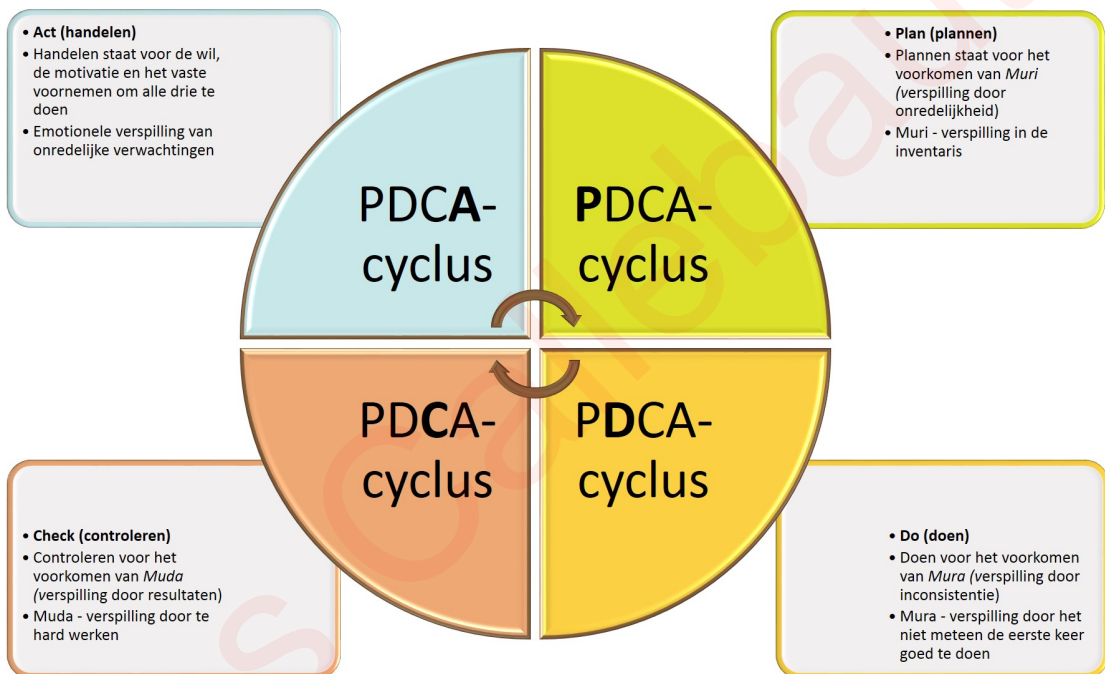 • Act (handelen)
• Handelen staat voor de wil,
de motivatie en het vaste
voornemen om alle drie te
doen
• Emotionele verspilling van
onredelijke verwachtingen
• Plan (plannen)
• Plannen staat voor het
voorkomen van Muri
(verspilling door
onredelijkheid)
• Muri - verspilling in de
inventaris
PDCA-
cyclus
PDCA-
cyclus
PDCA-
cyclus
PDCA-
cyclus
• Check (controleren)
• Controleren voor het
voorkomen van Muda
(verspilling door resultaten)
• Muda - verspilling door te
hard werken
• Do (doen)
• Doen voor het voorkomen
van Mura (verspilling door
inconsistentie)
• Mura - verspilling door het
niet meteen de eerste keer
goed te doen